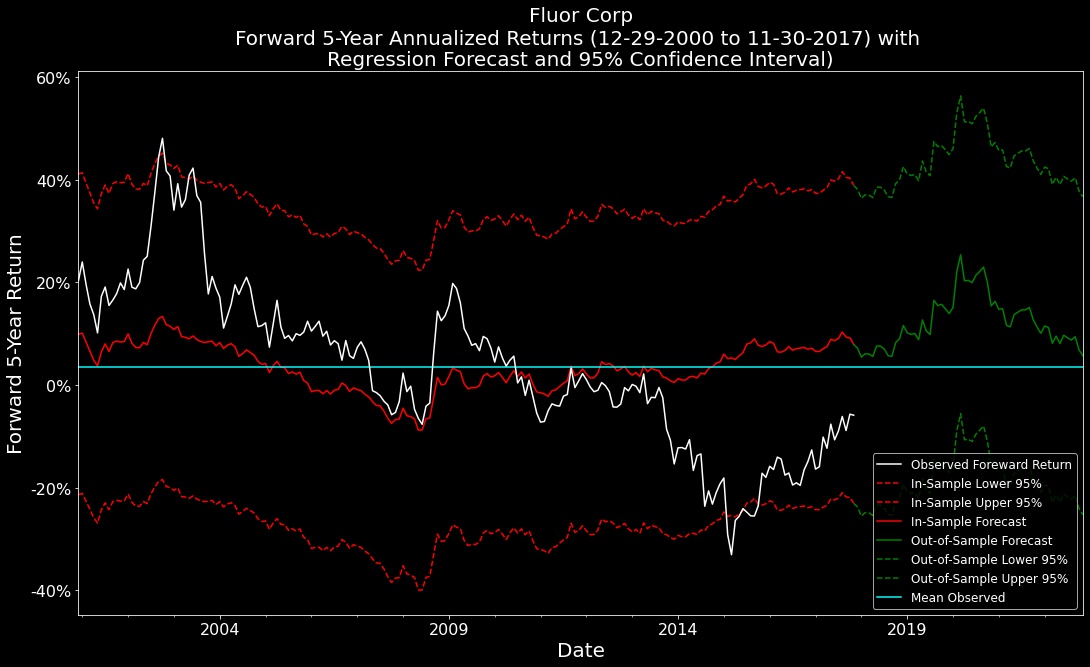 Fluor Corp
Forward 5-Year Annualized Returns (12-29-2000 to 11-30-2017) with
Regression Forecast and 95% Confidence Interval)
60%
40%
20%
0%
-20%
-40%
Forward 5-Year Return
Observed Foreward Return
In-Sample Lower 95%
In-Sample Upper 95%
In-Sample Forecast
Out-of-Sample Forecast
Out-of-Sample Lower 95%
Out-of-Sample Upper 95%
Mean Observed
2004 2009 2014 2019
Date